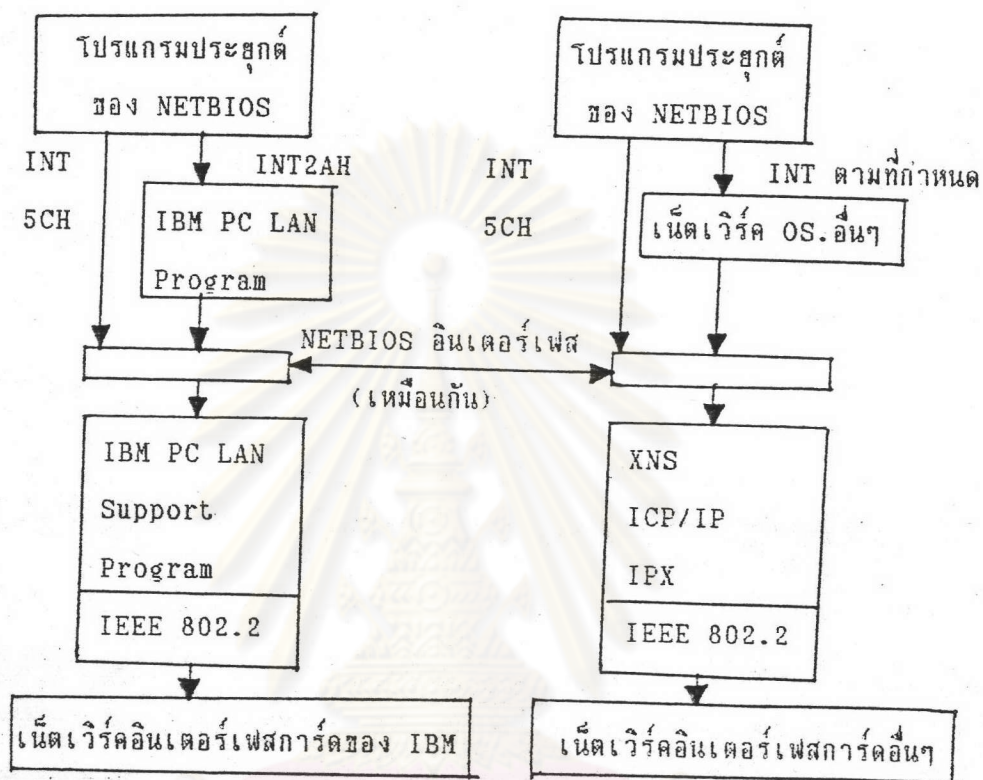 โปรแกรมประยุกต์
ของ NETBIOS
INT
5CH
INT2AH
IBM PC LAN
Program
โปรแกรมประยุกต์
ของ NETBIOS
INT
5CH
INT ตามที่กำหนด
เน็ตเวิร์ค OS.อื่นๆ
NETBIOS อินเตอร์เฟส
(เหมือนกัน)
IBM PC LAN
Support
Program
IEEE 802.2
เน็ตเวิร์คอินเตอร์เฟสการ์ดของ IBM
XNS
ICP/IP
IPX
IEEE 802.2
เน็ตเวิร์คอินเตอร์เฟสการ์ดอื่นๆ